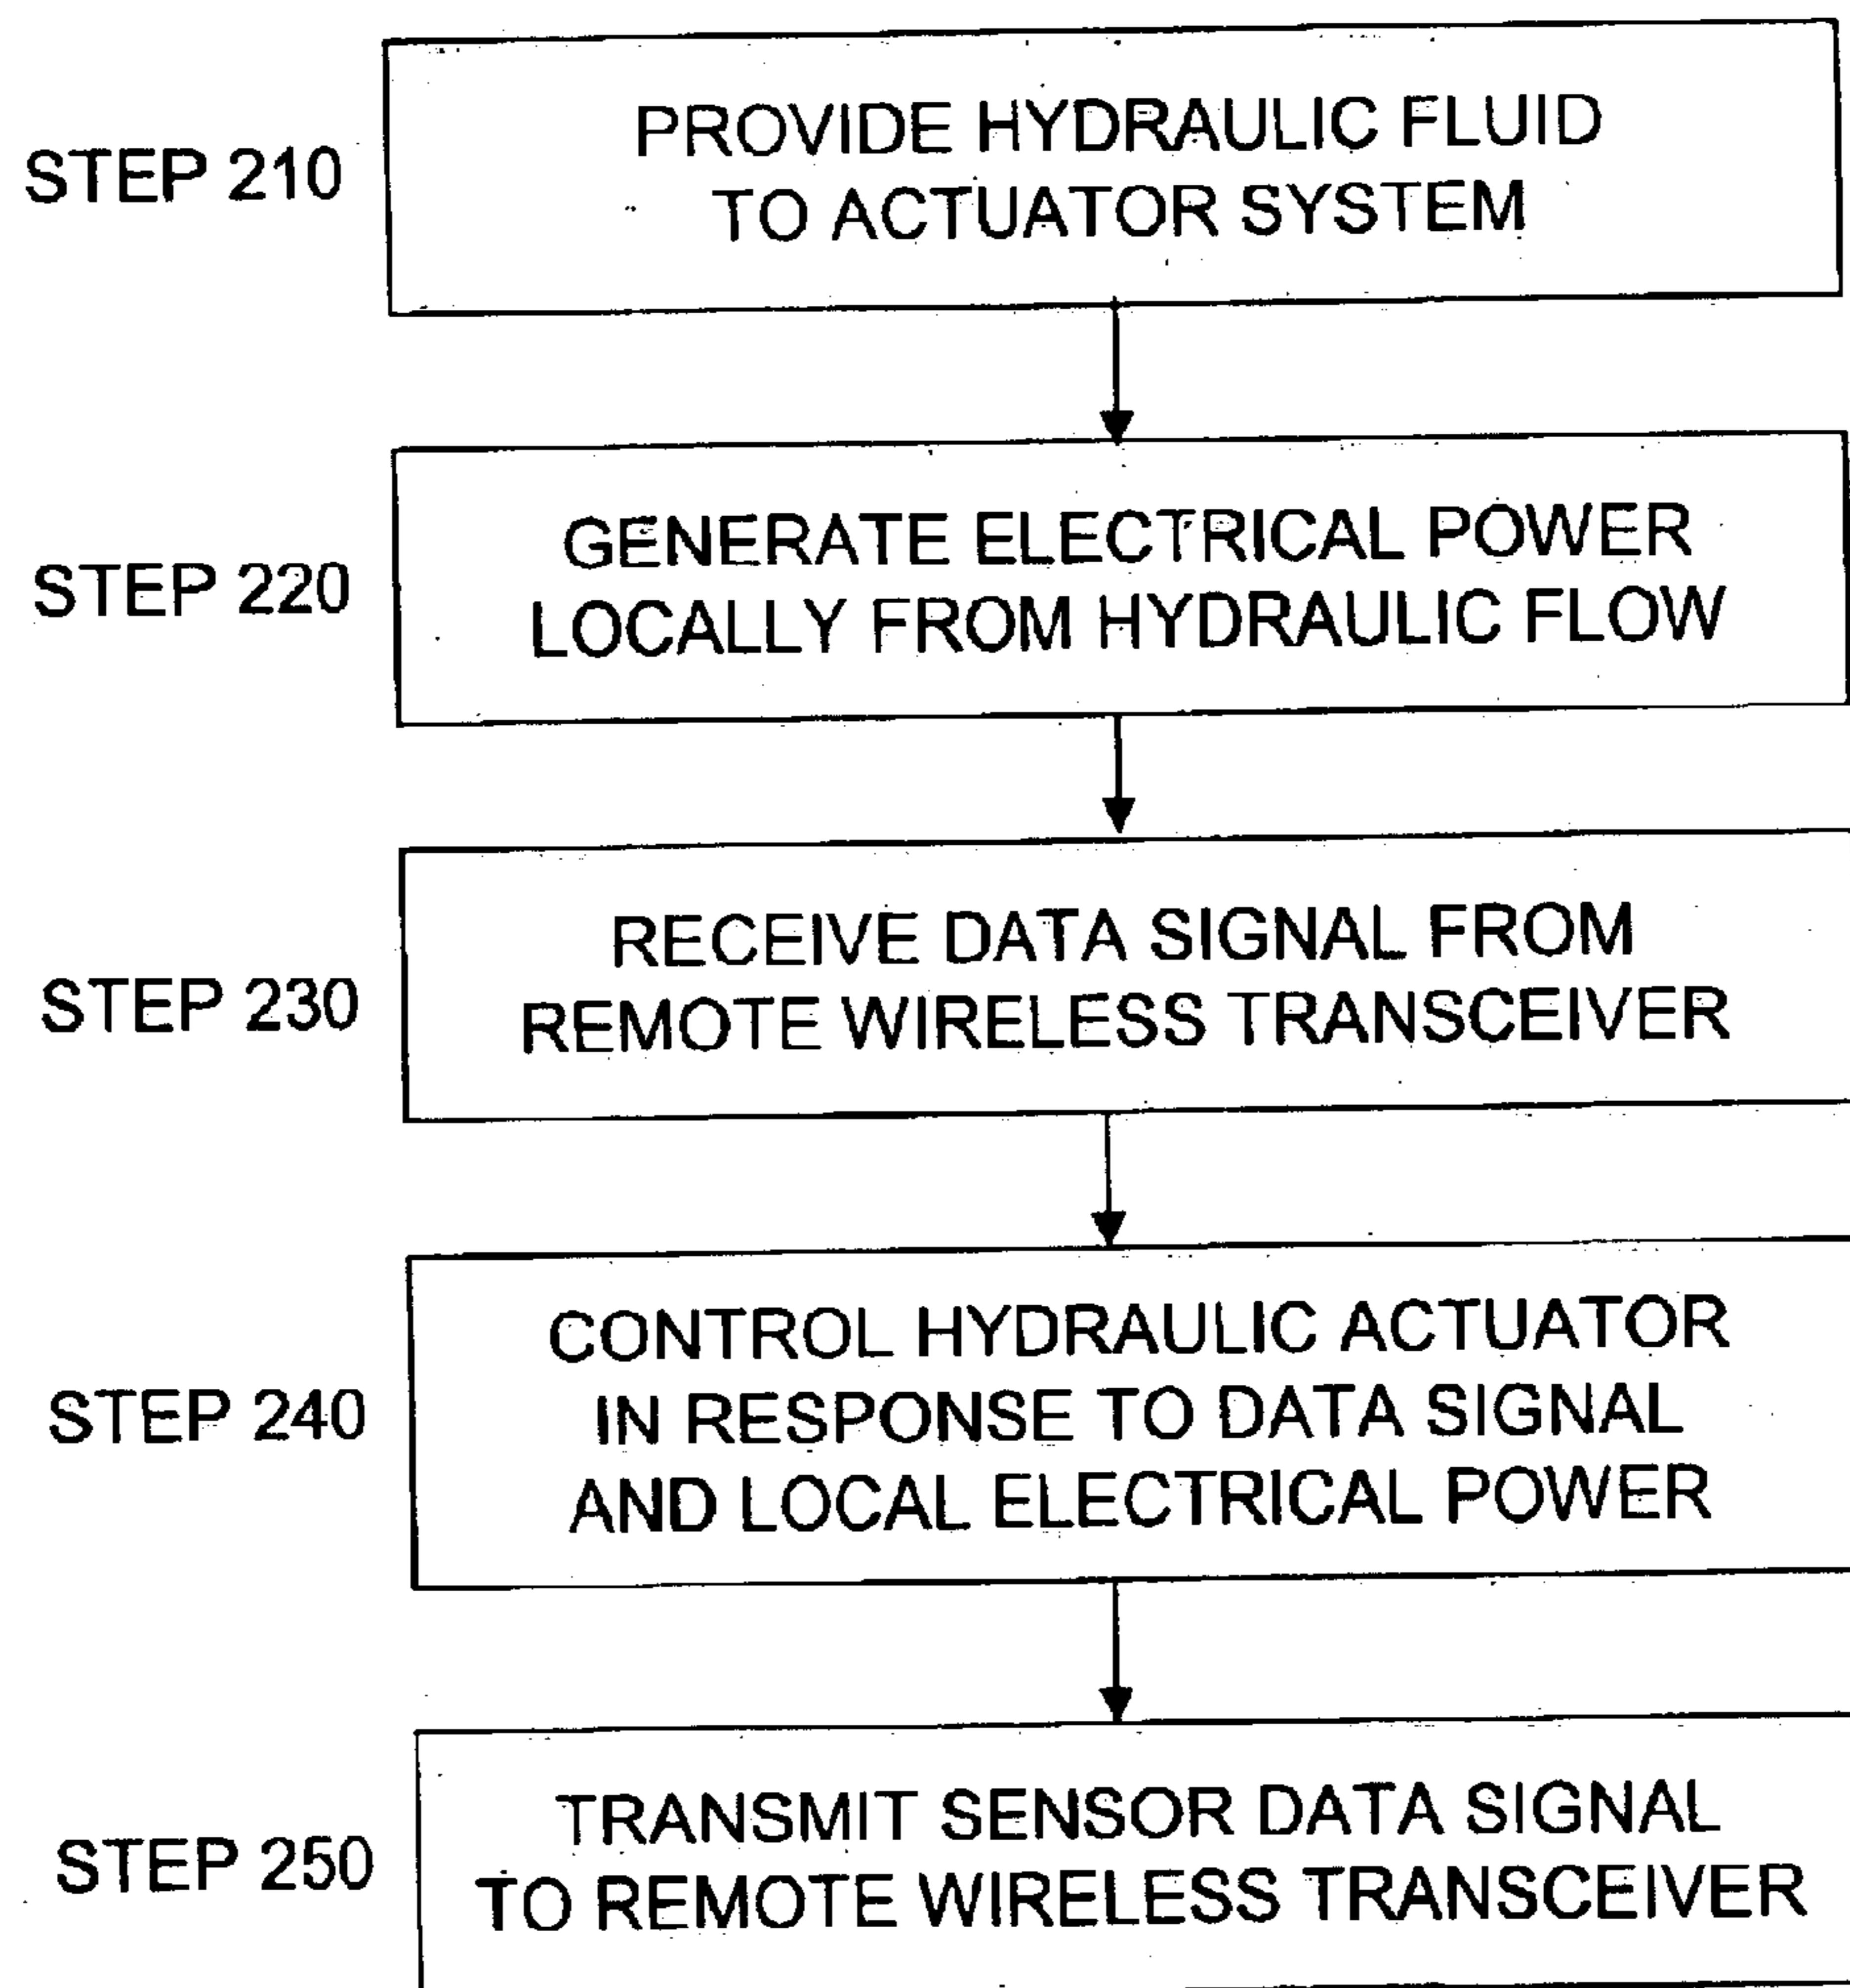 STEP 210
PROVIDE HYDRAULIC FLUID
TO ACTUATOR SYSTEM
STEP 220
GENERATE ELECTRICAL POWER
LOCALLY FROM HYDRAULIC FLOW
STEP 230
RECEIVE DATA SIGNAL FROM
REMOTE WIRELESS TRANSCEIVER
STEP 240
CONTROL HYDRAULIC ACTUATOR
IN RESPONSE TO DATA SIGNAL
AND LOCAL ELECTRICAL POWER
STEP 250
TRANSMIT SENSOR DATA SIGNAL
TO REMOTE WIRELESS TRANSCEIVER